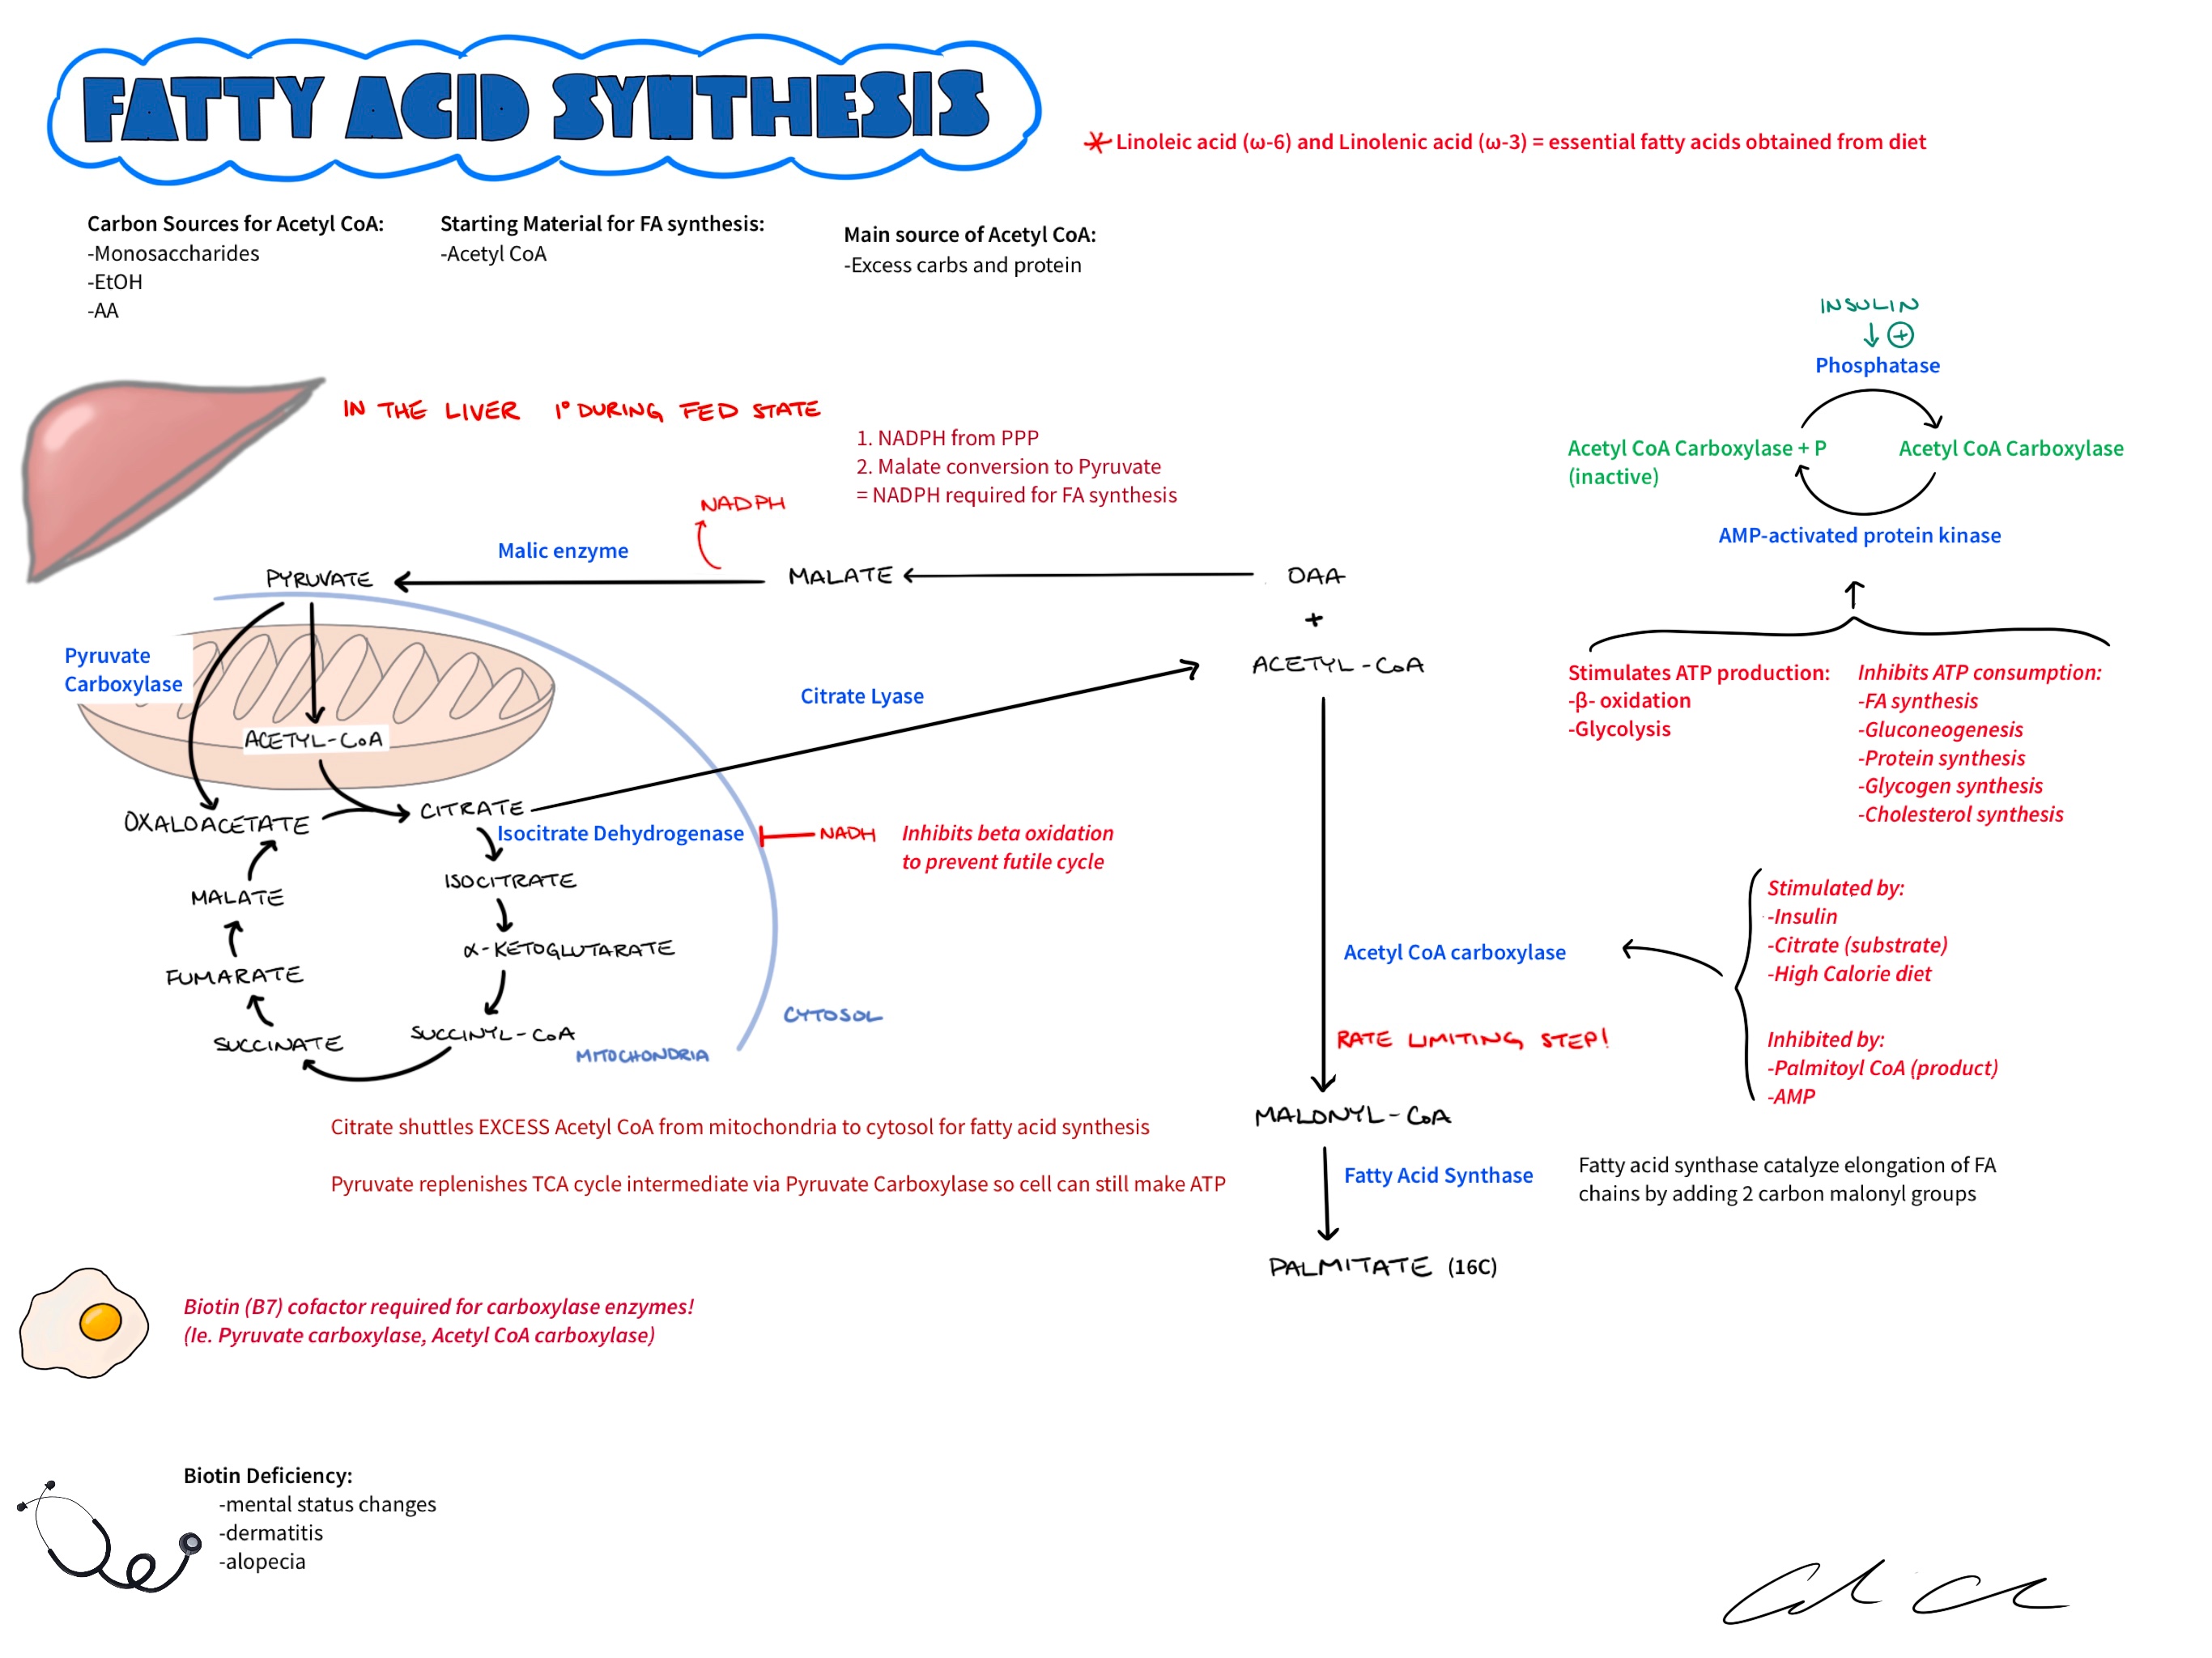 FATTY ACID SYNTHESIS
* Linoleic acid (ω-6) and Linolenic acid (ω-3) = essential fatty acids obtained from diet
Carbon Sources for Acetyl CoA:
-Monosaccharides
-EtOH
-AA
Starting Material for FA synthesis:
-Acetyl CoA
Main source of Acetyl CoA:
-Excess carbs and protein
IN THE LIVER 1° DURING FED STATE
1. NADPH from PPP
2. Malate conversion to Pyruvate
= NADPH required for FA synthesis
NADPH
Malic enzyme
PYRUVATE
MALATE
OAA
+
ACETYL-CoA
Pyruvate
Carboxylase
ACETYL-CoA
Citrate Lyase
OXALOACETATE
CITRATE
Isocitrate Dehydrogenase
NADH
Inhibits beta oxidation
to prevent futile cycle
ISOCITRATE
α-KETOGLUTARATE
SUCCINYL-CoA
SUCCINATE
FUMARATE
MALATE
MITOCHONDRIA
CYTOSOL
Citrate shuttles EXCESS Acetyl CoA from mitochondria to cytosol for fatty acid synthesis
Pyruvate replenishes TCA cycle intermediate via Pyruvate Carboxylase so cell can still make ATP
INSULIN
+
Phosphatase
Acetyl CoA Carboxylase + P
(inactive)
Acetyl CoA Carboxylase
AMP-activated protein kinase
Stimulates ATP production:
-β- oxidation
-Glycolysis
Inhibits ATP consumption:
-FA synthesis
-Gluconeogenesis
-Protein synthesis
-Glycogen synthesis
-Cholesterol synthesis
Acetyl CoA carboxylase
RATE LIMITING STEP!
Stimulated by:
-Insulin
-Citrate (substrate)
-High Calorie diet
Inhibited by:
-Palmitoyl CoA (product)
-AMP
MALONYL-CoA
Fatty Acid Synthase
Fatty acid synthase catalyze elongation of FA
chains by adding 2 carbon malonyl groups
PALMITATE (16C)
Biotin (B7) cofactor required for carboxylase enzymes!
(Ie. Pyruvate carboxylase, Acetyl CoA carboxylase)
Biotin Deficiency:
-mental status changes
-dermatitis
-alopecia